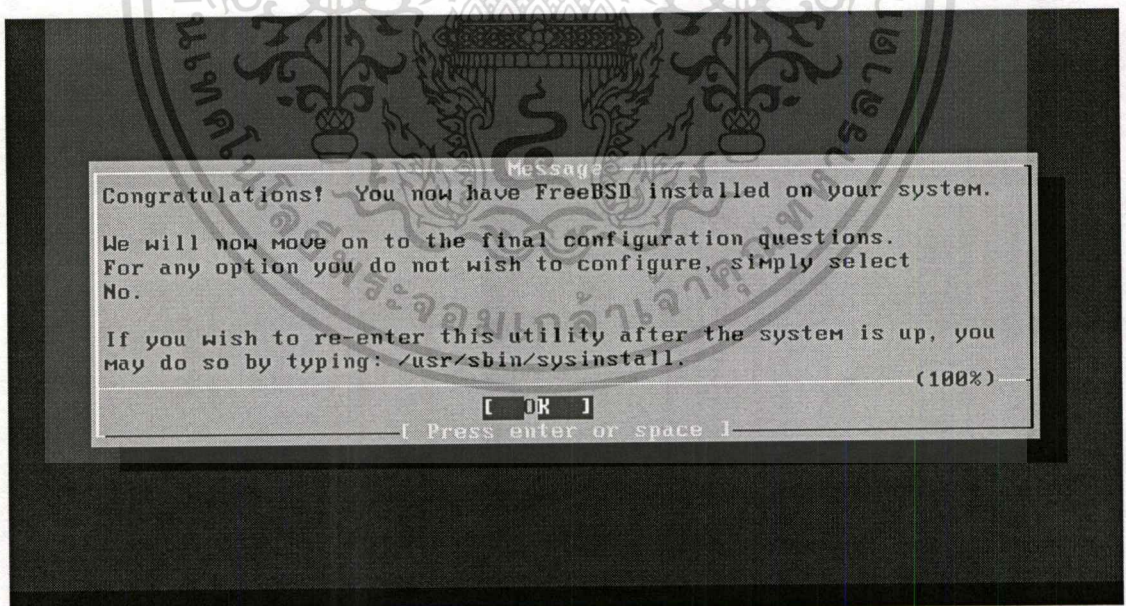 Message
Congratulations! You now have FreeBSD installed on your system.
We will now move on to the final configuration questions.
For any option you do not wish to configure, simply select
No.
If you wish to re-enter this utility after the system is up, you
may do so by typing: /usr/sbin/sysinstall.
(100%)
[ OK ]
[ Press enter or space ]